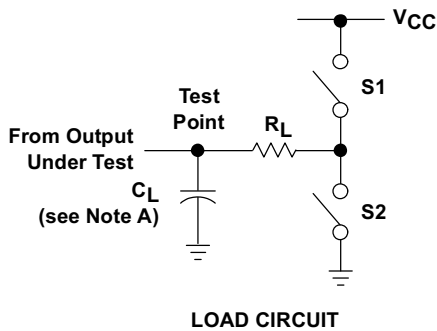 VCC
S1
Test
Point
RL
From Output
Under Test
CL
(see Note A)
S2
LOAD CIRCUIT